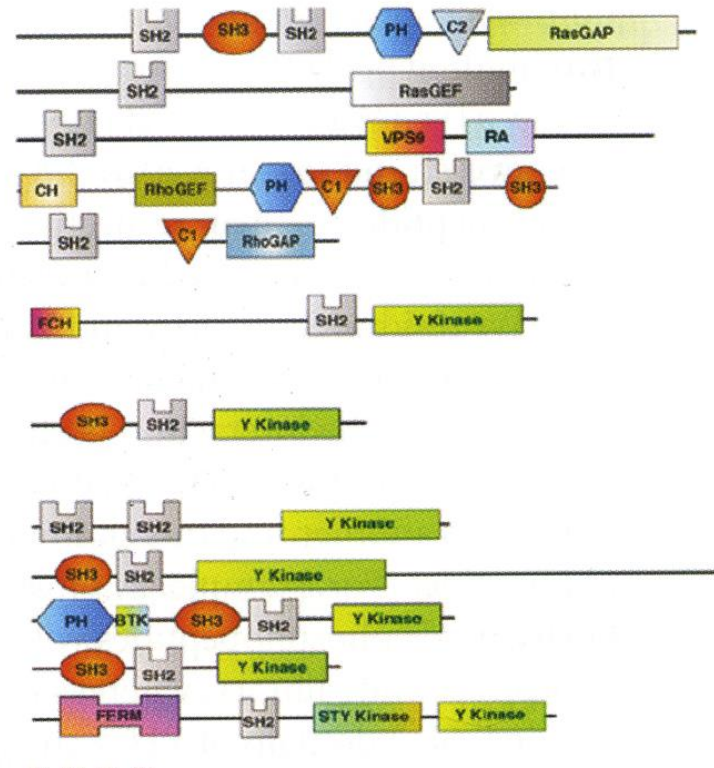 SH2 SH3 SH2 PH C2 RasGAP
SH2 RasGEF
SH2 VPS9 RA
CH RhoGEF PH C1 SH3 SH2 SH3
SH2 C1 RhoGAP
FCH SH2 Y Kinase
SH3 SH2 Y Kinase
SH2 SH2 Y Kinase
SH3 SH2 Y Kinase
PH BTK SH3 SH2 Y Kinase
SH3 SH2 Y Kinase
FERM SH2 STY Kinase Y Kinase